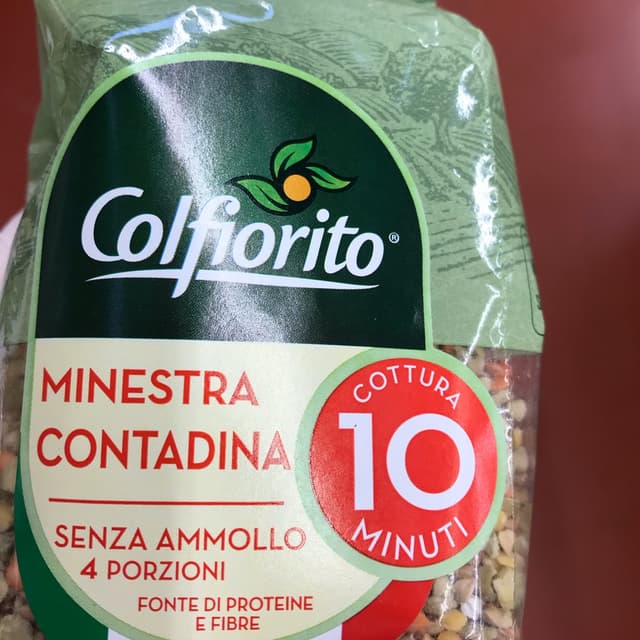 Colfiorito®
MINESTRA
CONTADINA
COTTURA
10
MINUTI
SENZA AMMOLLO
4 PORZIONI
FONTE DI PROTEINE
E FIBRE